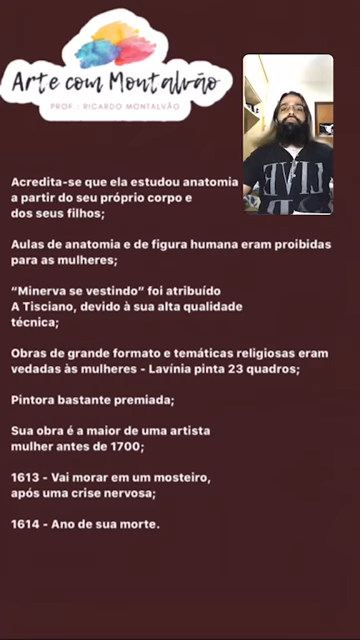 Arte com Montalvão
PROF : RICARDO MONTALVÃO
Acredita-se que ela estudou anatomia
a partir do seu próprio corpo e
dos seus filhos;
Aulas de anatomia e de figura humana eram proibidas
para as mulheres;
“Minerva se vestindo” foi atribuído
A Tisciano, devido à sua alta qualidade
técnica;
Obras de grande formato e temáticas religiosas eram
vedadas às mulheres - Lavínia pinta 23 quadros;
Pintora bastante premiada;
Sua obra é a maior de uma artista
mulher antes de 1700;
1613 - Vai morar em um mosteiro,
após uma crise nervosa;
1614 - Ano de sua morte.